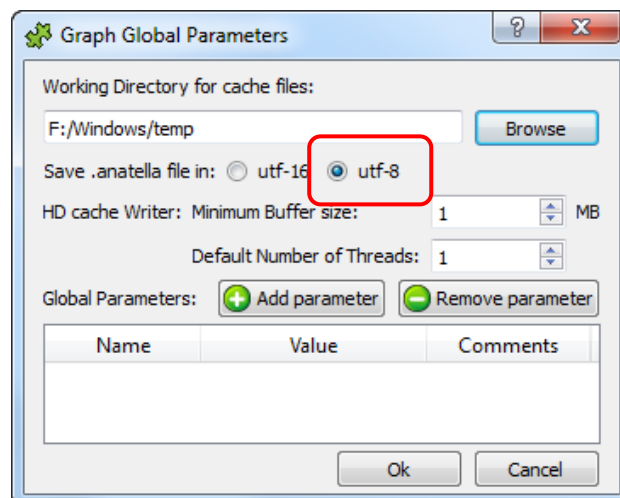 Graph Global Parameters
Working Directory for cache files:
F:/Windows/temp Browse
Save .anatella file in: utf-16 utf-8
HD cache Writer: Minimum Buffer size: 1 MB
Default Number of Threads: 1
Global Parameters: Add parameter Remove parameter
Name Value Comments
Ok Cancel